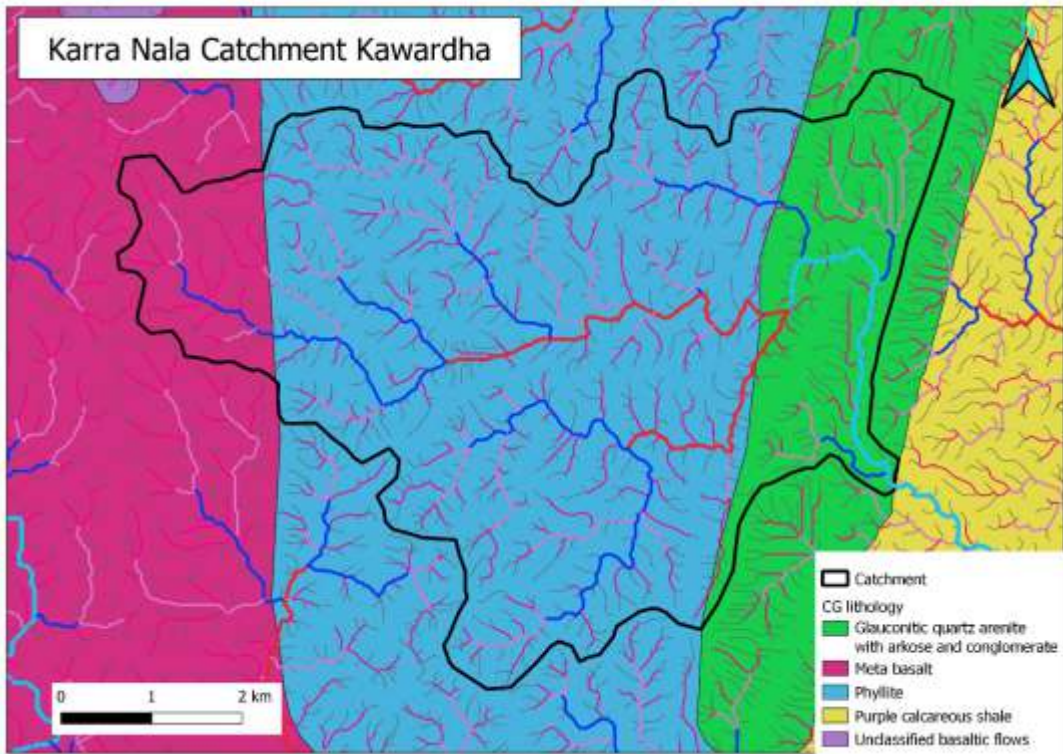 Karra Nala Catchment Kawardha
Catchment
CG lithology
Glauconitic quartz arenite
with arkose and conglomerate
Meta basalt
Phyllite
Purple calcareous shale
Unclassified basaltic flows
0 1 2 km